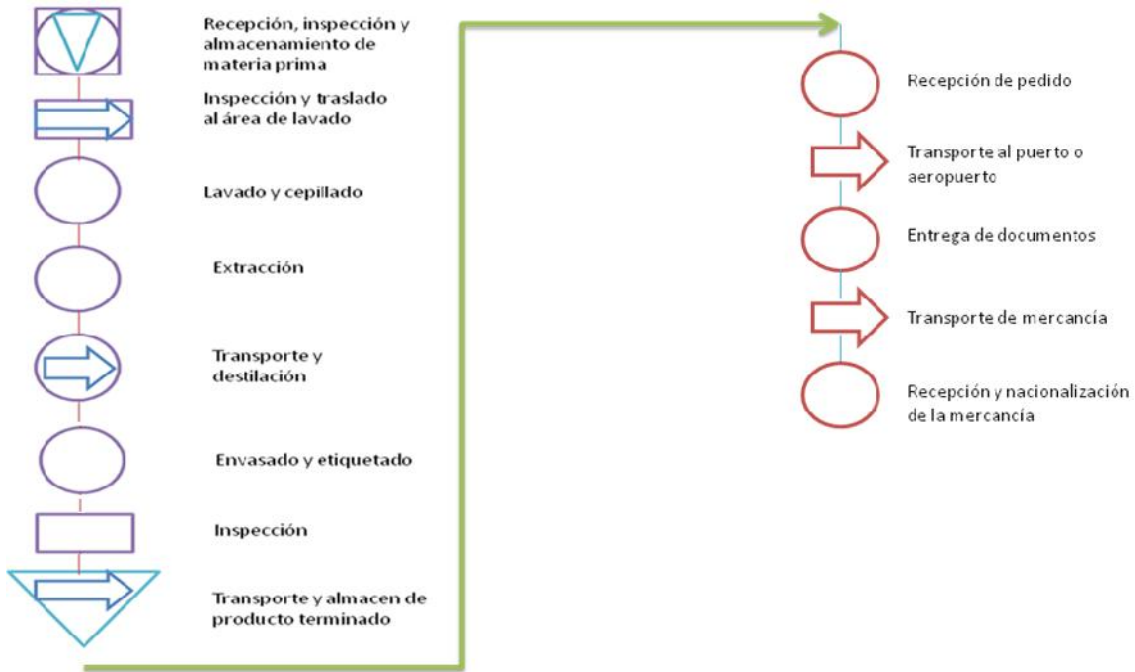 Recepción, inspección y
almacenamiento de
materia prima
Inspección y traslado
al área de lavado
Lavado y cepillado
Extracción
Transporte y
destilación
Envasado y etiquetado
Inspección
Transporte y almacen de
producto terminado
Recepción de pedido
Transporte al puerto o
aeropuerto
Entrega de documentos
Transporte de mercancía
Recepción y nacionalización
de la mercancía